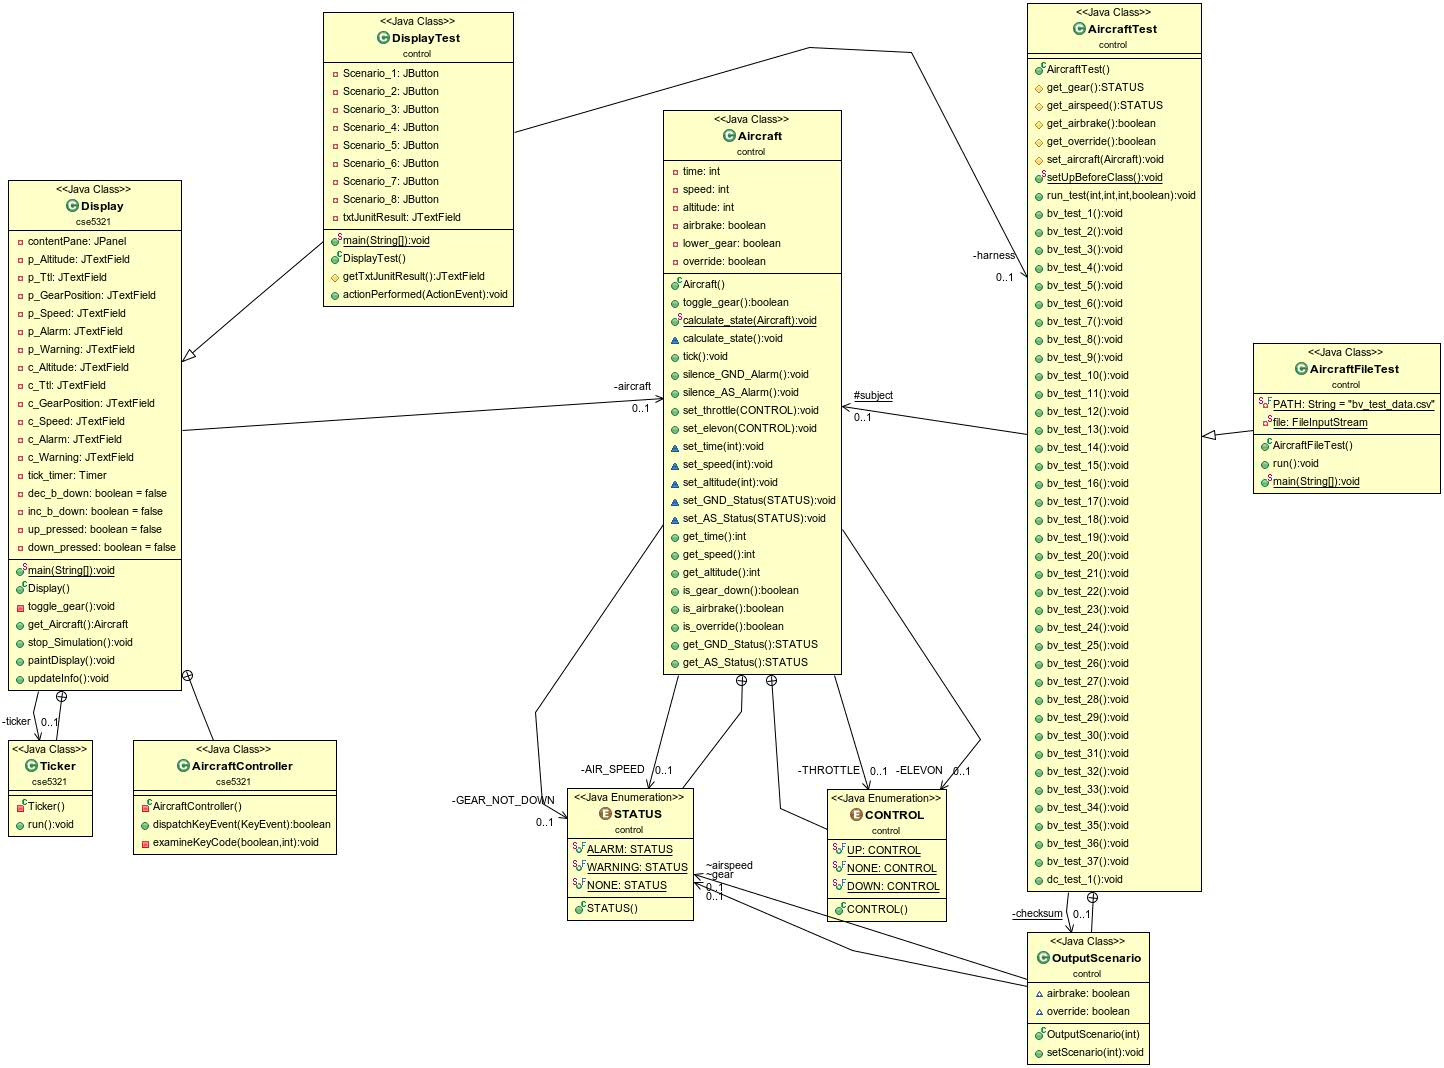 <<Java Class>>
DisplayTest
control
Scenario_1: JButton
Scenario_2: JButton
Scenario_3: JButton
Scenario_4: JButton
Scenario_5: JButton
Scenario_6: JButton
Scenario_7: JButton
Scenario_8: JButton
txtJunitResult: JTextField
main(String[]):void
DisplayTest()
getTxtJunitResult():JTextField
actionPerformed(ActionEvent):void
<<Java Class>>
Display
cse5321
contentPane: JPanel
p_Altitude: JTextField
p_Ttl: JTextField
p_GearPosition: JTextField
p_Speed: JTextField
p_Alarm: JTextField
p_Warning: JTextField
c_Altitude: JTextField
c_Ttl: JTextField
c_GearPosition: JTextField
c_Speed: JTextField
c_Alarm: JTextField
c_Warning: JTextField
tick_timer: Timer
dec_b_down: boolean = false
inc_b_down: boolean = false
up_pressed: boolean = false
down_pressed: boolean = false
main(String[]):void
Display()
toggle_gear():void
get_Aircraft():Aircraft
stop_Simulation():void
paintDisplay():void
updateInfo():void
-ticker
0..1
<<Java Class>>
Ticker
cse5321
Ticker()
run():void
<<Java Class>>
AircraftController
cse5321
AircraftController()
dispatchKeyEvent(KeyEvent):boolean
examineKeyCode(boolean,int):void
-aircraft
0..1
<<Java Class>>
Aircraft
control
time: int
speed: int
altitude: int
airbrake: boolean
lower_gear: boolean
override: boolean
Aircraft()
toggle_gear():boolean
calculate_state(Aircraft):void
calculate_state():void
tick():void
silence_GND_Alarm():void
silence_AS_Alarm():void
set_throttle(CONTROL):void
set_elevon(CONTROL):void
set_time(int):void
set_speed(int):void
set_altitude(int):void
set_GND_Status(STATUS):void
set_AS_Status(STATUS):void
get_time():int
get_speed():int
get_altitude():int
is_gear_down():boolean
is_airbrake():boolean
is_override():boolean
get_GND_Status():STATUS
get_AS_Status():STATUS
-AIR_SPEED
0..1
-GEAR_NOT_DOWN
0..1
-THROTTLE
0..1
-ELEVON
0..1
<<Java Enumeration>>
STATUS
control
ALARM: STATUS
WARNING: STATUS
NONE: STATUS
STATUS()
~airspeed
~gear
0..1
0..1
<<Java Enumeration>>
CONTROL
control
UP: CONTROL
NONE: CONTROL
DOWN: CONTROL
CONTROL()
-harness
0..1
#subject
0..1
<<Java Class>>
AircraftTest
control
AircraftTest()
get_gear():STATUS
get_airspeed():STATUS
get_airbrake():boolean
get_override():boolean
set_aircraft(Aircraft):void
setUpBeforeClass():void
run_test(int,int,int,boolean):void
bv_test_1():void
bv_test_2():void
bv_test_3():void
bv_test_4():void
bv_test_5():void
bv_test_6():void
bv_test_7():void
bv_test_8():void
bv_test_9():void
bv_test_10():void
bv_test_11():void
bv_test_12():void
bv_test_13():void
bv_test_14():void
bv_test_15():void
bv_test_16():void
bv_test_17():void
bv_test_18():void
bv_test_19():void
bv_test_20():void
bv_test_21():void
bv_test_22():void
bv_test_23():void
bv_test_24():void
bv_test_25():void
bv_test_26():void
bv_test_27():void
bv_test_28():void
bv_test_29():void
bv_test_30():void
bv_test_31():void
bv_test_32():void
bv_test_33():void
bv_test_34():void
bv_test_35():void
bv_test_36():void
bv_test_37():void
dc_test_1():void
-checksum
0..1
<<Java Class>>
OutputScenario
control
airbrake: boolean
override: boolean
OutputScenario(int)
setScenario(int):void
<<Java Class>>
AircraftFileTest
control
PATH: String = "bv_test_data.csv"
file: FileInputStream
AircraftFileTest()
run():void
main(String[]):void